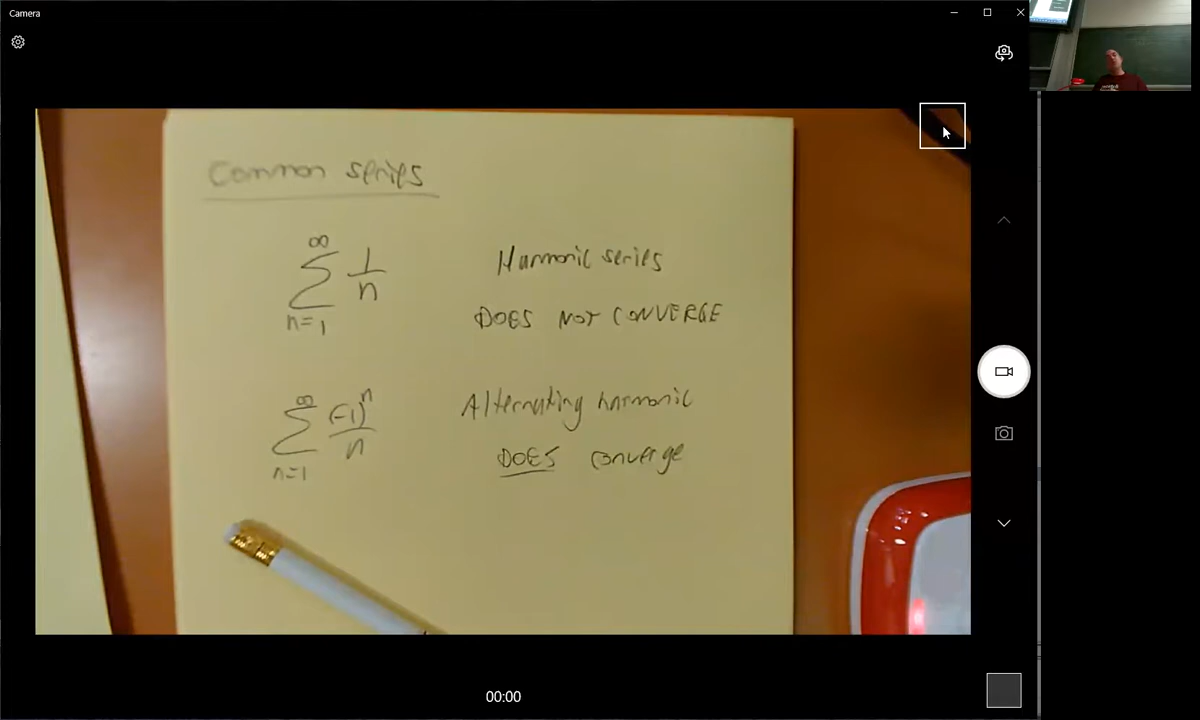 Camera
Common series
∞
∑ 1/n
n=1
Harmonic series
DOES NOT CONVERGE
∞
∑ (-1)^n/n
n=1
Alternating harmonic
DOES converge
00:00